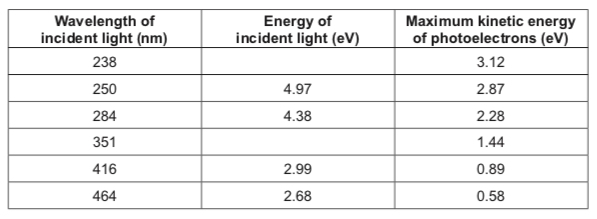 Wavelength of incident light (nm) Energy of incident light (eV) Maximum kinetic energy of photoelectrons (eV)
238 3.12
250 4.97 2.87
284 4.38 2.28
351 1.44
416 2.99 0.89
464 2.68 0.58